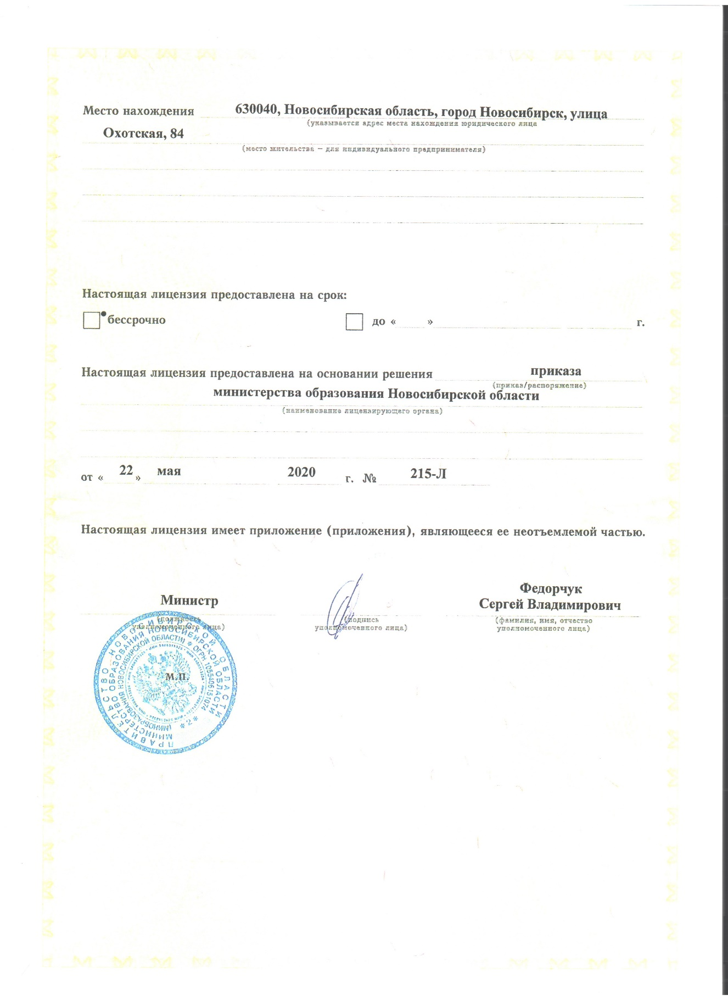 Место нахождения 630040, Новосибирская область, город Новосибирск, улица
(указывается адрес места нахождения юридического лица
Охотская, 84
(место жительства – для индивидуального предпринимателя)
Настоящая лицензия предоставлена на срок:
бессрочно до « » г.
Настоящая лицензия предоставлена на основании решения приказа
(приказ/распоряжение)
министерства образования Новосибирской области
(наименование лицензирующего органа)
от « 22 » мая 2020 г. № 215-Л
Настоящая лицензия имеет приложение (приложения), являющееся ее неотъемлемой частью.
Министр
Федорчук
Сергей Владимирович
(должность
уполномоченного лица)
(подпись
уполномоченного лица)
(фамилия, имя, отчество
уполномоченного лица)
М.П.
ПРАВИТЕЛЬСТВО НОВОСИБИРСКОЙ ОБЛАСТИ
МИНИСТЕРСТВО ОБРАЗОВАНИЯ НОВОСИБИРСКОЙ ОБЛАСТИ
(МИНОБРАЗОВАНИЯ НОВОСИБИРСКОЙ ОБЛАСТИ) * ОГРН 1055406151074
* 2 *